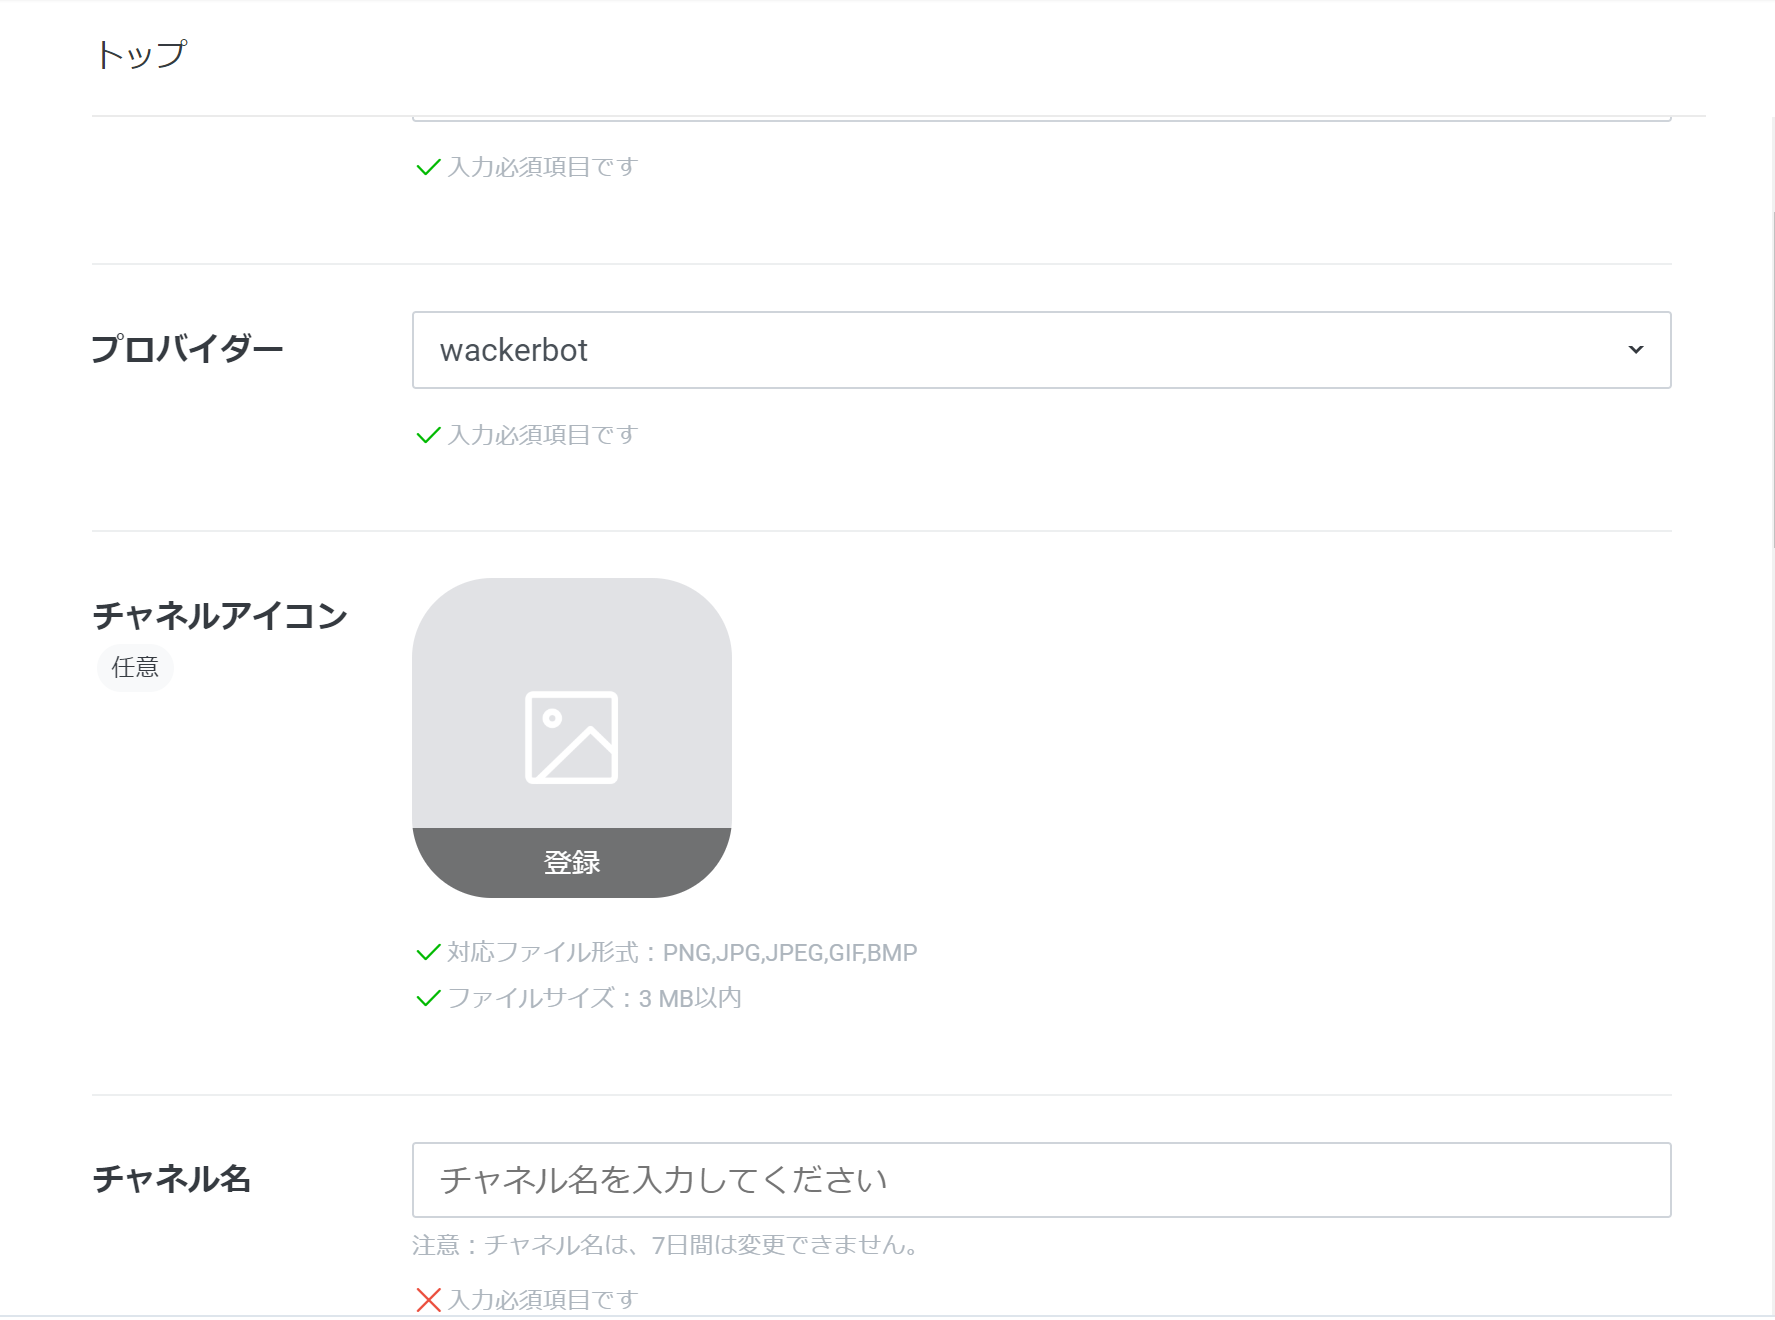 トップ
入力必須項目です
プロバイダー
wackerbot
入力必須項目です
チャネルアイコン
任意
登録
対応ファイル形式：PNG,JPG,JPEG,GIF,BMP
ファイルサイズ：3 MB以内
チャネル名
チャネル名を入力してください
注意：チャネル名は、7日間は変更できません。
入力必須項目です